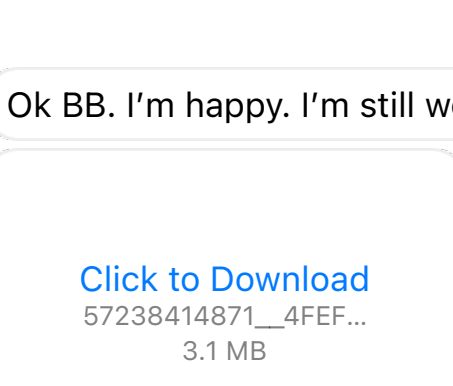 Ok BB. I’m happy. I’m still
Click to Download
57238414871__4FEF...
3.1 MB